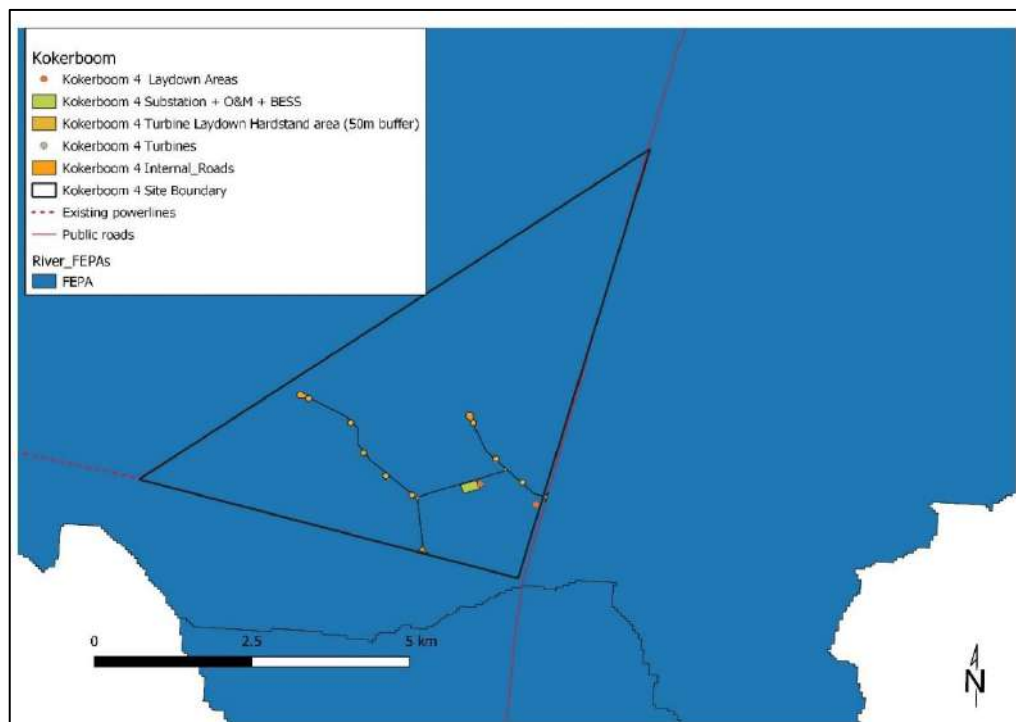 Kokerboom
Kokerboom 4 Laydown Areas
Kokerboom 4 Substation + O&M + BESS
Kokerboom 4 Turbine Laydown Hardstand area (50m buffer)
Kokerboom 4 Turbines
Kokerboom 4 Internal_Roads
Kokerboom 4 Site Boundary
Existing powerlines
Public roads
River_FEPAs
FEPA
0 2.5 5 km
N